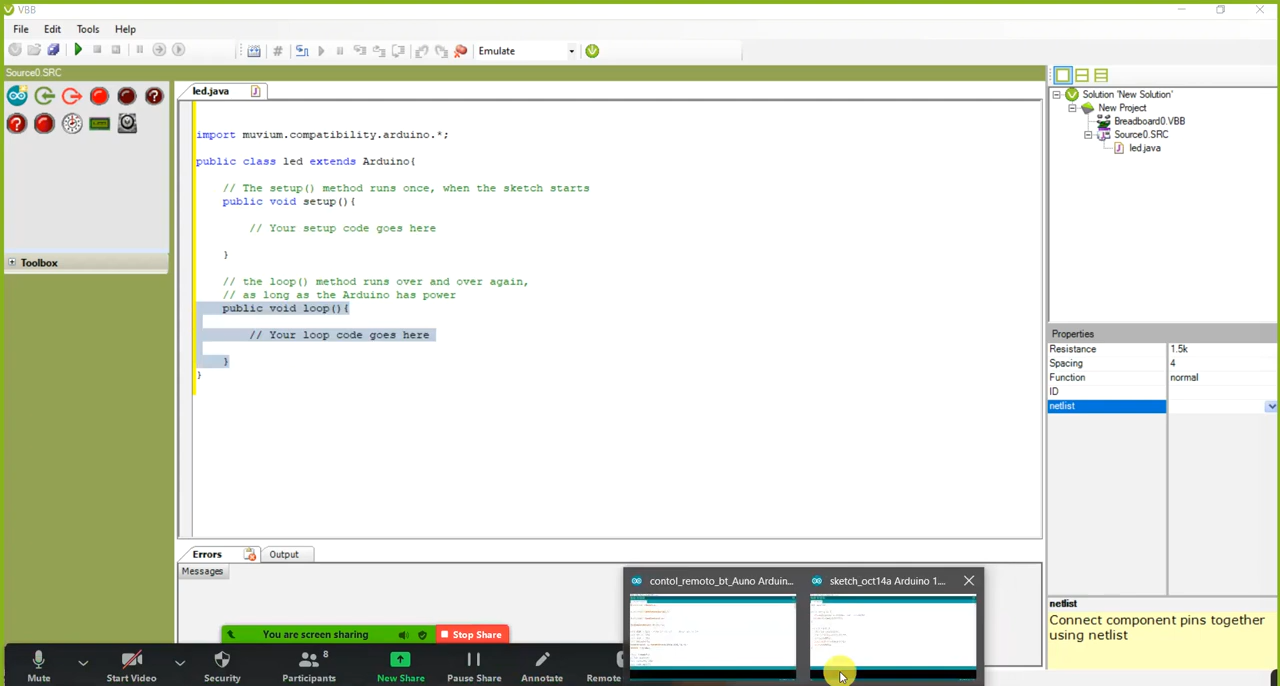 VBB
File Edit Tools Help
Emulate
Source0.SRC
led.java
import muvium.compatibility.arduino.*;
public class led extends Arduino{
// The setup() method runs once, when the sketch starts
public void setup(){
// Your setup code goes here
}
// the loop() method runs over and over again,
// as long as the Arduino has power
public void loop(){
// Your loop code goes here
}
}
Toolbox
Solution 'New Solution'
New Project
Breadboard0.VBB
Source0.SRC
led.java
Properties
Resistance 1.5k
Spacing 4
Function normal
ID
netlist
netlist
Connect component pins together
using netlist
Errors Output
Messages
contol_remoto_bt_Auno Arduin...
sketch_oct14a Arduino 1....
You are screen sharing Stop Share
8
Mute Start Video Security Participants New Share Pause Share Annotate Remote